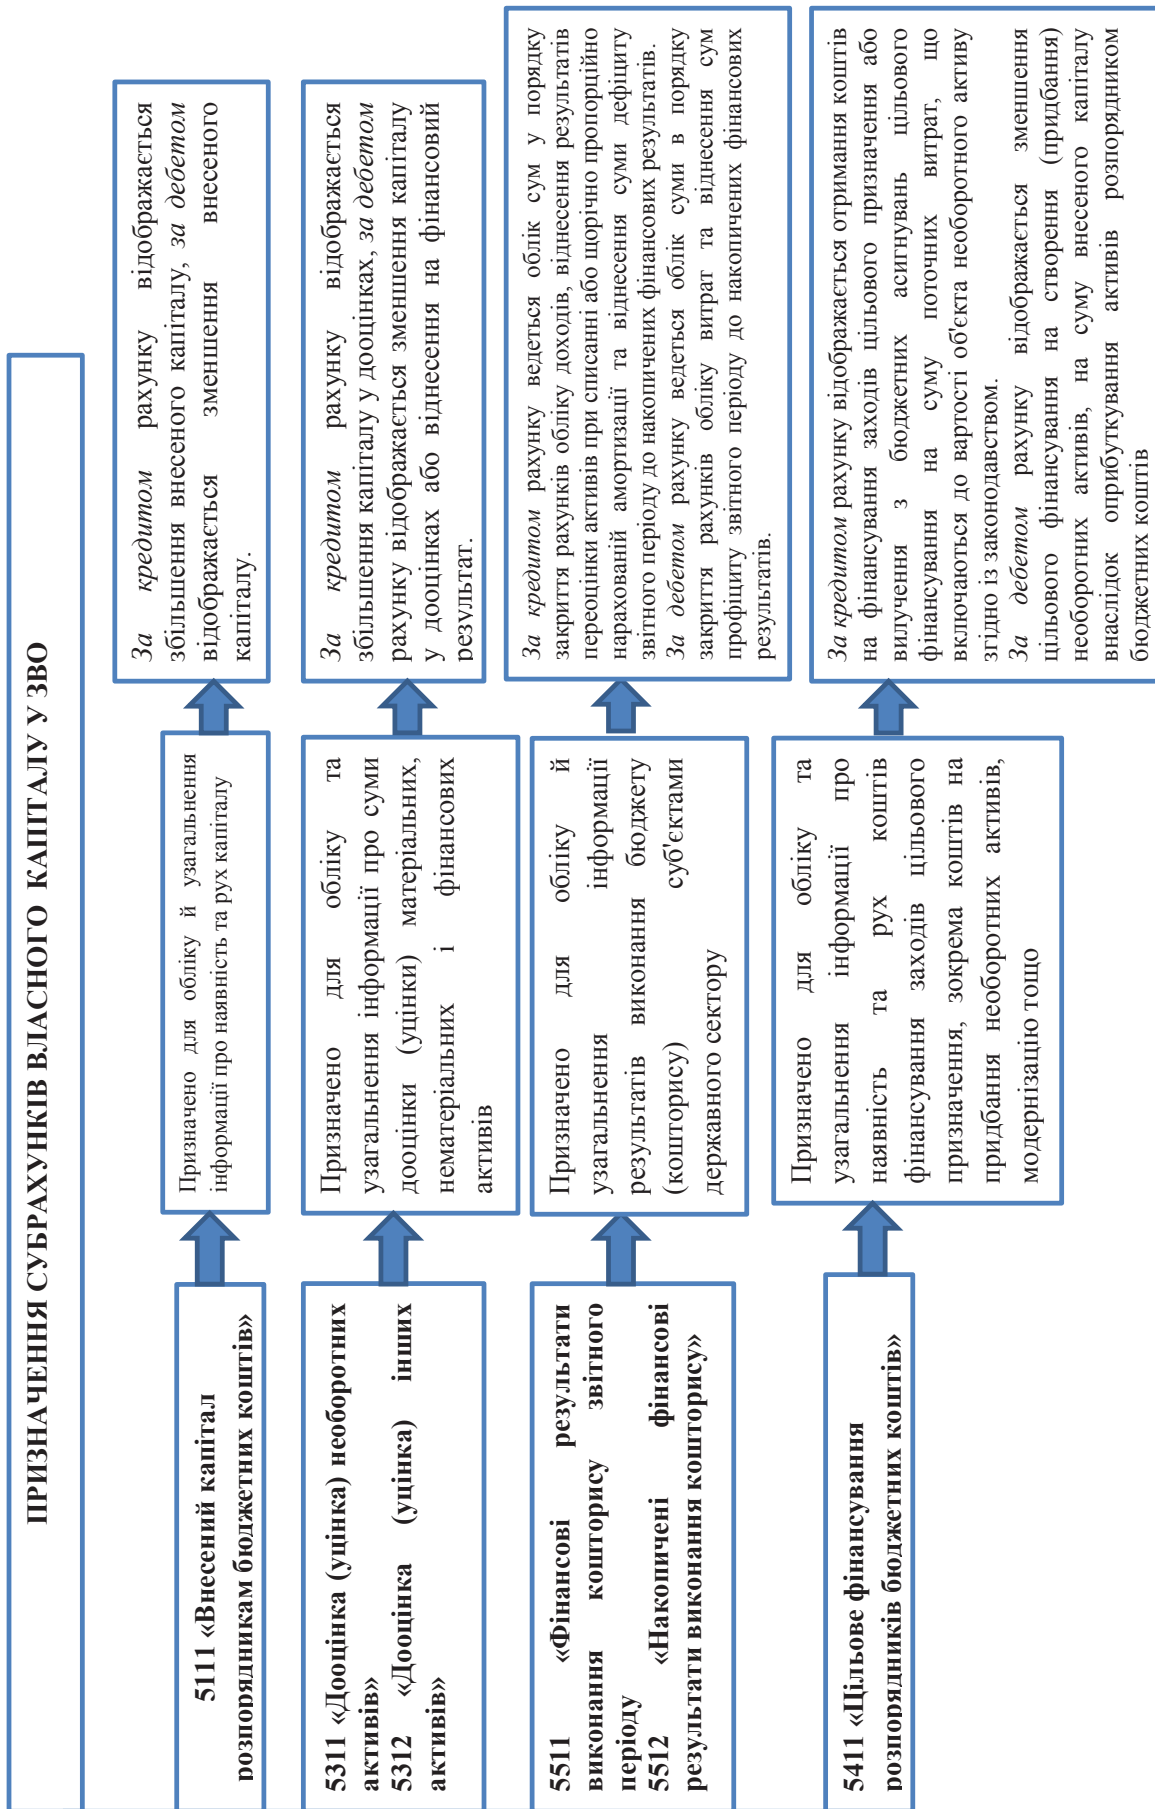 ПРИЗНАЧЕННЯ СУБРАХУНКІВ ВЛАСНОГО КАПІТАЛУ У ЗВО
5111 «Внесений капітал
розпорядникам бюджетних коштів»
Призначено для обліку й узагальнення
інформації про наявність та рух капіталу
За кредитом рахунку відображається
збільшення внесеного капіталу, за дебетом
відображається зменшення внесеного
капіталу.
5311 «Дооцінка (уцінка) необоротних
активів»
5312 «Дооцінка (уцінка) інших
активів»
Призначено для обліку та
узагальнення інформації про суми
дооцінки (уцінки) матеріальних,
нематеріальних і фінансових
активів
За кредитом рахунку відображається
збільшення капіталу у дооцінках, за дебетом
рахунку відображається зменшення капіталу
у дооцінках або віднесення на фінансовий
результат.
5511 «Фінансові результати
виконання кошторису звітного
періоду
5512 «Накопичені фінансові
результати виконання кошторису»
Призначено для обліку й
узагальнення інформації
результатів виконання бюджету
(кошторису) суб'єктами
державного сектору
За кредитом рахунку ведеться облік сум у порядку
закриття рахунків обліку доходів, віднесення результатів
переоцінки активів при списанні або щорічно пропорційно
нарахованій амортизації та віднесення суми дефіциту
звітного періоду до накопичених фінансових результатів.
За дебетом рахунку ведеться облік суми в порядку
закриття рахунків обліку витрат та віднесення сум
профіциту звітного періоду до накопичених фінансових
результатів.
5411 «Цільове фінансування
розпорядників бюджетних коштів»
Призначено для обліку та
узагальнення інформації про
наявність та рух коштів
фінансування заходів цільового
призначення, зокрема коштів на
придбання необоротних активів,
модернізацію тощо
За кредитом рахунку відображається отримання коштів
на фінансування заходів цільового призначення або
вилучення з бюджетних асигнувань цільового
фінансування на суму поточних витрат, що
включаються до вартості об'єкта необоротного активу
згідно із законодавством.
За дебетом рахунку відображається зменшення
цільового фінансування на створення (придбання)
необоротних активів, на суму внесеного капіталу
внаслідок оприбуткування активів розпорядником
бюджетних коштів